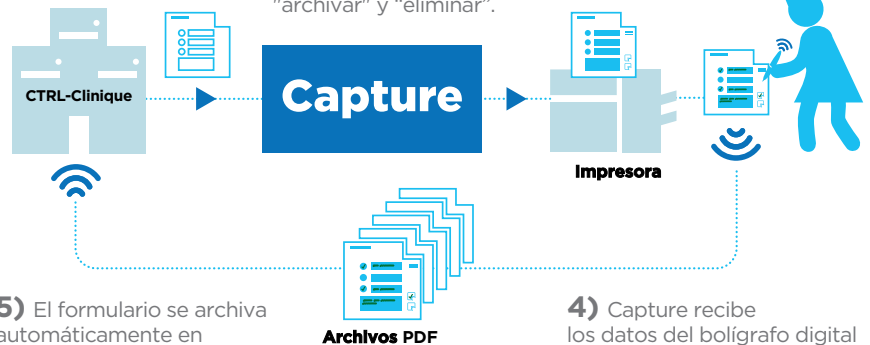 "archivar" y “eliminar”.
CTRL-Clinique
Capture
Impresora
5) El formulario se archiva
automáticamente en
Archivos PDF
4) Capture recibe
los datos del bolígrafo digital